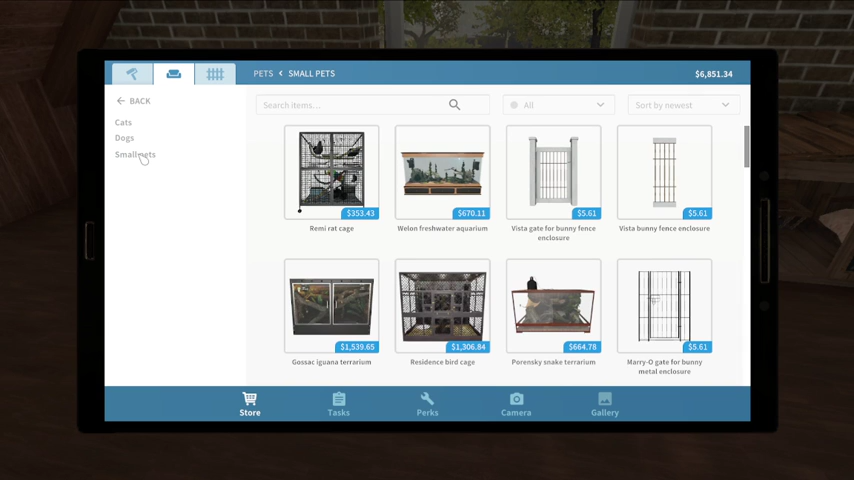 PETS < SMALL PETS
$6,851.34
BACK
Search items...
All
Sort by newest
Cats
Dogs
Small pets
$353.43
$670.11
$5.61
$5.61
Remi rat cage
Welon freshwater aquarium
Vista gate for bunny fence
enclosure
Vista bunny fence enclosure
$1,539.65
$1,306.84
$664.78
$5.61
Gassac iguana terrarium
Residence bird cage
Porensky snake terrarium
Marry-O gate for bunny
metal enclosure
Store
Tasks
Perks
Camera
Gallery